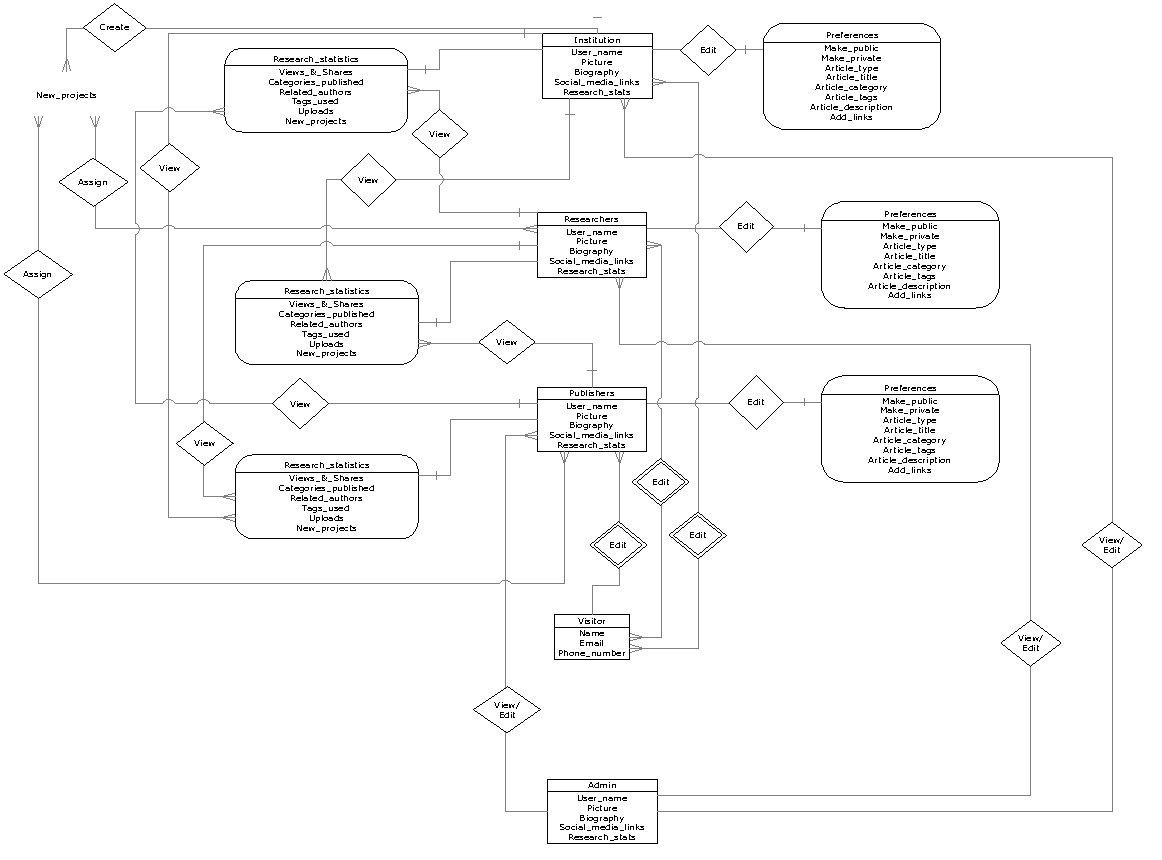 Create
Institution
User_name
Picture
Biography
Social_media_links
Research_stats
Edit
Preferences
Make_public
Make_private
Article_type
Article_title
Article_category
Article_tags
Article_description
Add_links
Research_statistics
Views_&_Shares
Categories_published
Related_authors
Tags_used
Uploads
New_projects
New_projects
View
View
View
Assign
Researchers
User_name
Picture
Biography
Social_media_links
Research_stats
Edit
Preferences
Make_public
Make_private
Article_type
Article_title
Article_category
Article_tags
Article_description
Add_links
Assign
Research_statistics
Views_&_Shares
Categories_published
Related_authors
Tags_used
Uploads
New_projects
View
Publishers
User_name
Picture
Biography
Social_media_links
Research_stats
Edit
Preferences
Make_public
Make_private
Article_type
Article_title
Article_category
Article_tags
Article_description
Add_links
View
View
Research_statistics
Views_&_Shares
Categories_published
Related_authors
Tags_used
Uploads
New_projects
Edit
Edit
Edit
View/
Edit
Visitor
Name
Email
Phone_number
View/
Edit
View/
Edit
Admin
User_name
Picture
Biography
Social_media_links
Research_stats